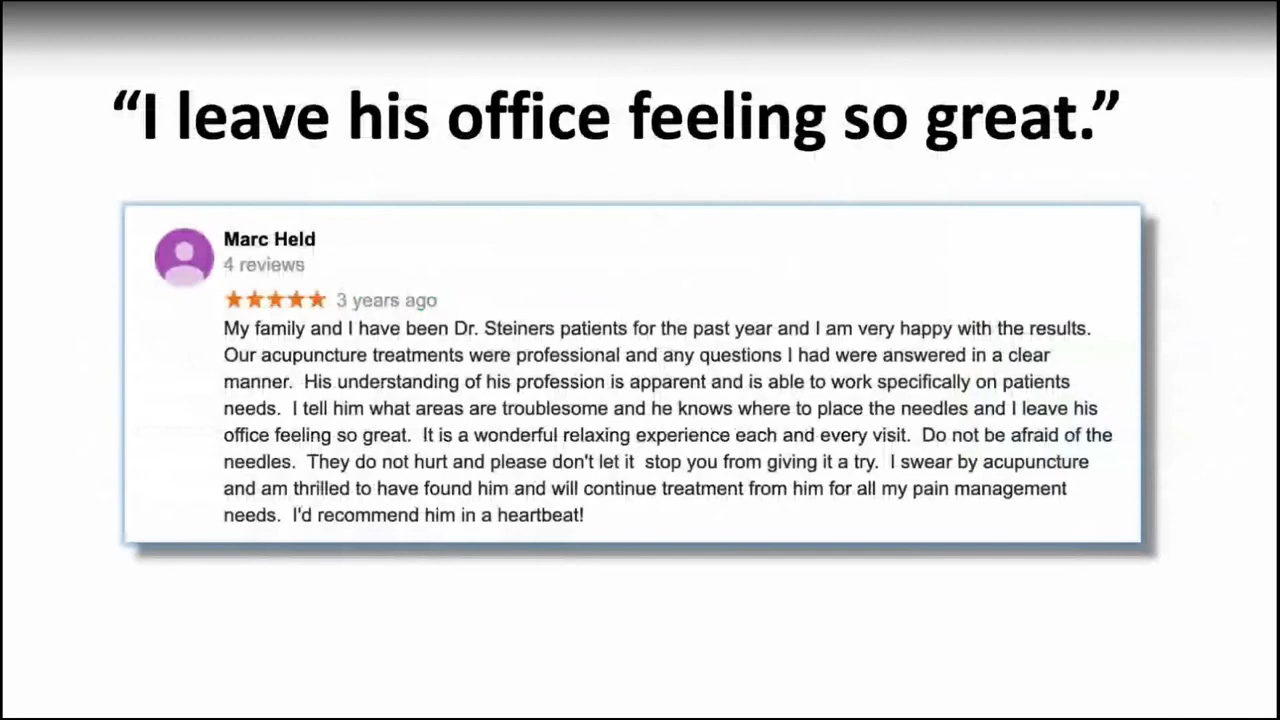 “I leave his office feeling so great.”
Marc Held
4 reviews
3 years ago
My family and I have been Dr. Steiners patients for the past year and I am very happy with the results.
Our acupuncture treatments were professional and any questions I had were answered in a clear
manner.  His understanding of his profession is apparent and is able to work specifically on patients
needs.  I tell him what areas are troublesome and he knows where to place the needles and I leave his
office feeling so great.  It is a wonderful relaxing experience each and every visit.  Do not be afraid of the
needles.  They do not hurt and please don't let it  stop you from giving it a try.  I swear by acupuncture
and am thrilled to have found him and will continue treatment from him for all my pain management
needs.  I'd recommend him in a heartbeat!